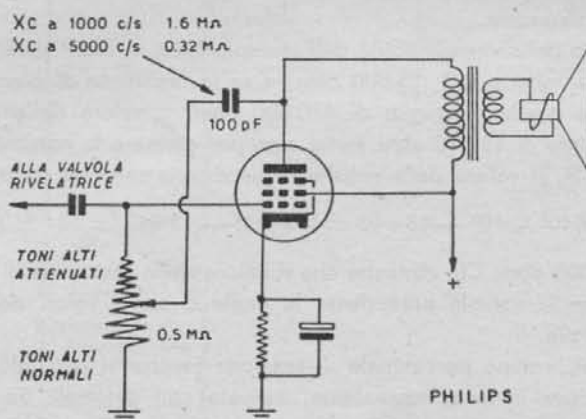 XC a 1000 c/s 1.6 MΩ
XC a 5000 c/s 0.32 MΩ
100 pF
ALLA VALVOLA
RIVELATRICE
+
TONI ALTI
ATTENUATI
0.5 MΩ
TONI ALTI
NORMALI
PHILIPS